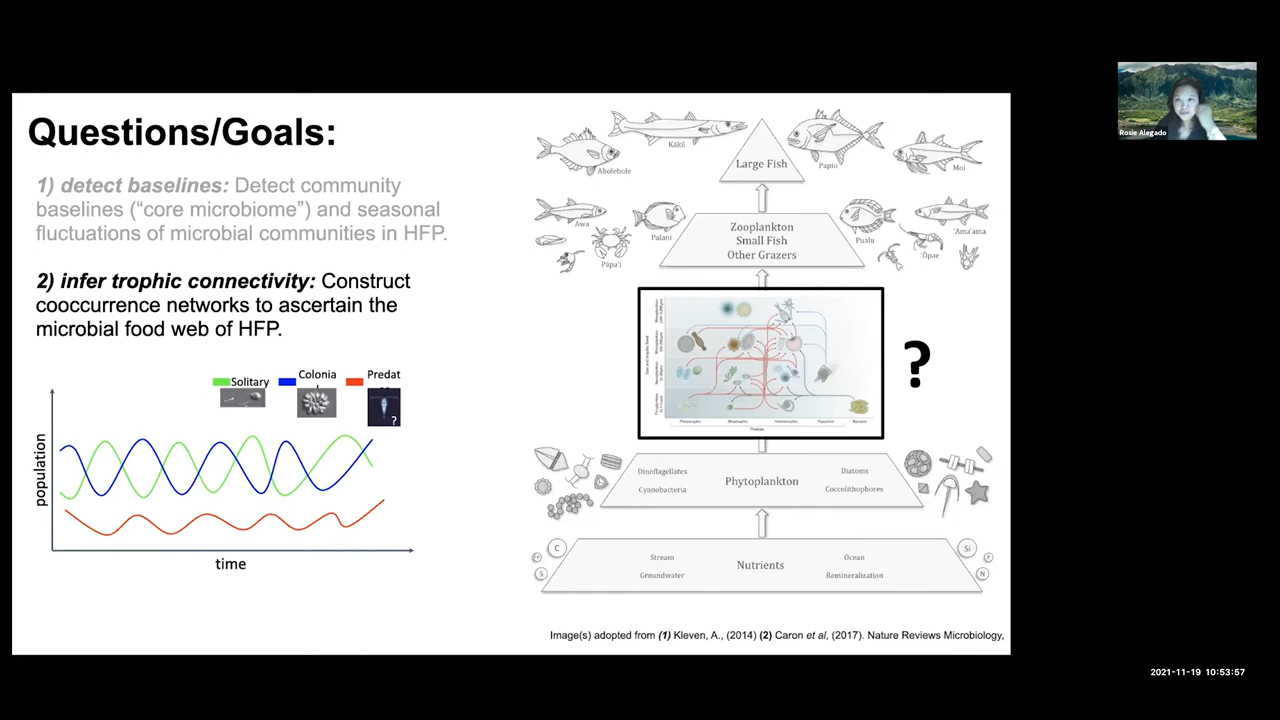 Questions/Goals:
1) detect baselines: Detect community
baselines (“core microbiome”) and seasonal
fluctuations of microbial communities in HFP.
2) infer trophic connectivity: Construct
cooccurrence networks to ascertain the
microbial food web of HFP.
Solitary
Colonia
Predat
?
population
time
Kākū
Aholehole
Large Fish
Papio
Moi
Awa
Palani
Pāpaʻi
Zooplankton
Small Fish
Other Grazers
Pualu
ʻAmaʻama
ʻŌpae
?
Dinoflagellates
Cyanobacteria
Phytoplankton
Diatoms
Coccolithophores
C
Fe
S
Stream
Groundwater
Nutrients
Ocean
Remineralization
Si
P
N
Image(s) adopted from (1) Kleven, A., (2014) (2) Caron et al, (2017). Nature Reviews Microbiology,
Rosie Alegado
2021-11-19 10:53:57